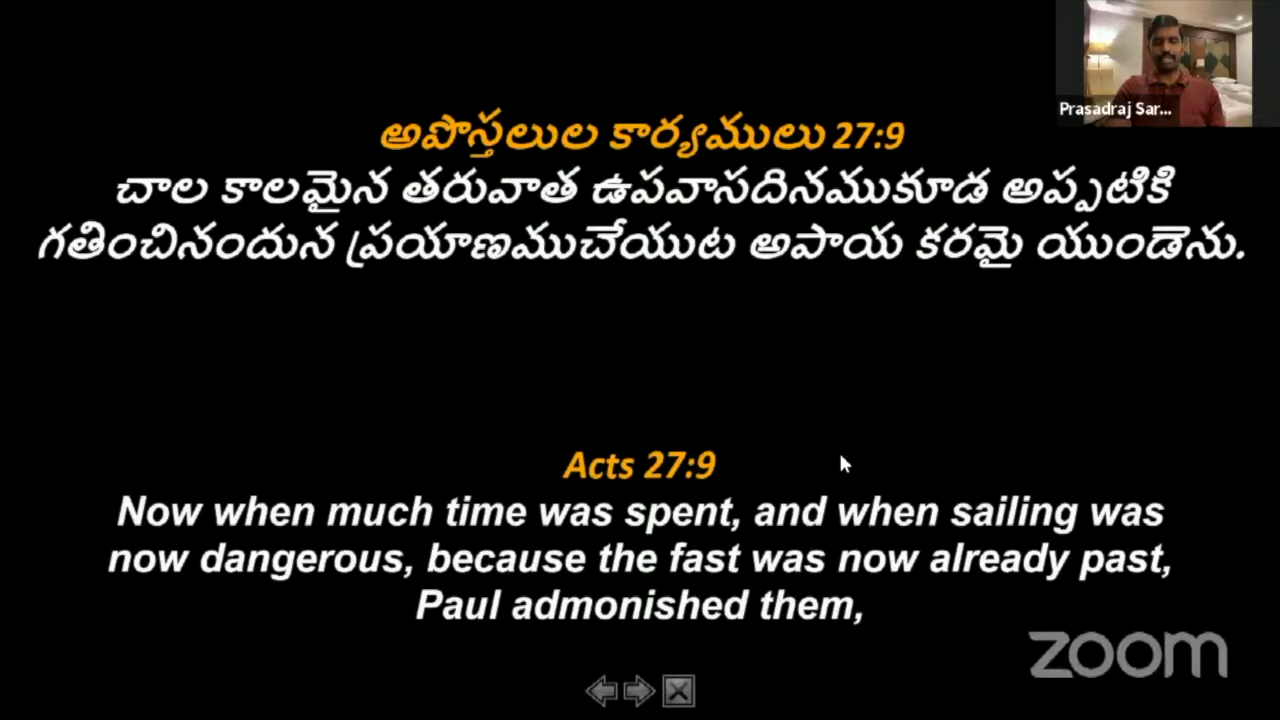 Prasadraj Sar...
అపొస్తలుల కార్యములు 27:9
చాల కాలమైన తరువాత ఉపవాసదినముకూడ అప్పటికి
గతించినందున ప్రయాణముచేయుట అపాయ కరమై యుండెను.
Acts 27:9
Now when much time was spent, and when sailing was
now dangerous, because the fast was now already past,
Paul admonished them,
zoom